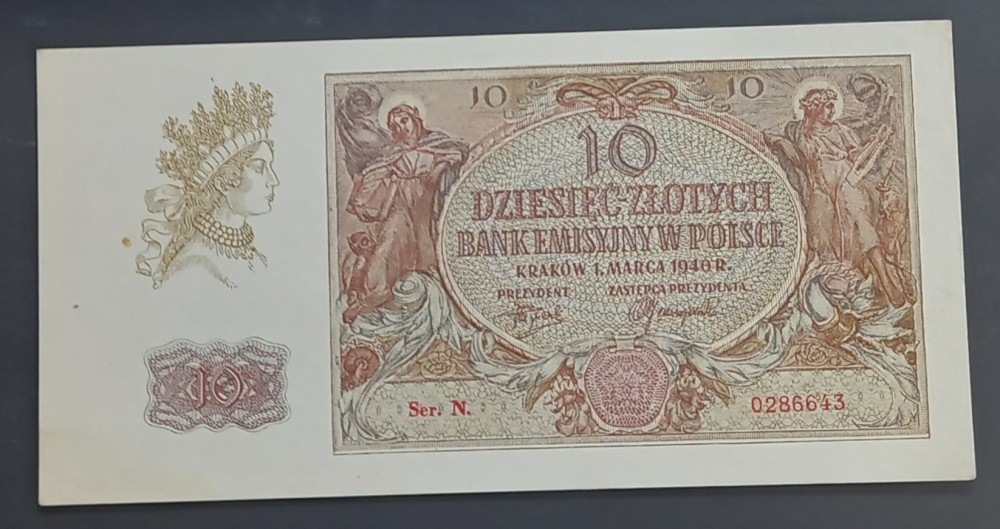 10 10
10
DZIESIĘĆ·ZŁOTYCH
BANK EMISYJNY W POLSCE
KRAKÓW 1. MARCA 1940 R.
PREZYDENT ZASTĘPCA PREZYDENTA
10
Ser. N. 0286643